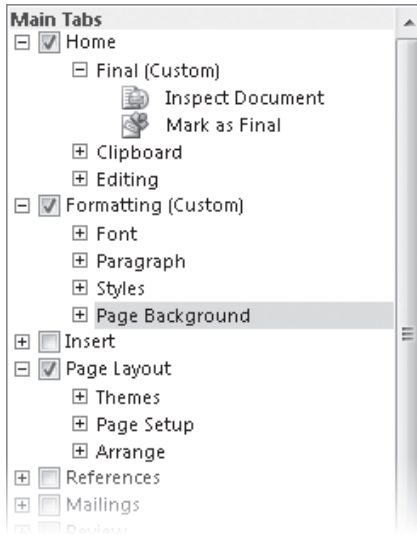 Main Tabs
Home
Final (Custom)
Inspect Document
Mark as Final
Clipboard
Editing
Formatting (Custom)
Font
Paragraph
Styles
Page Background
Insert
Page Layout
Themes
Page Setup
Arrange
References
Mailings
Review